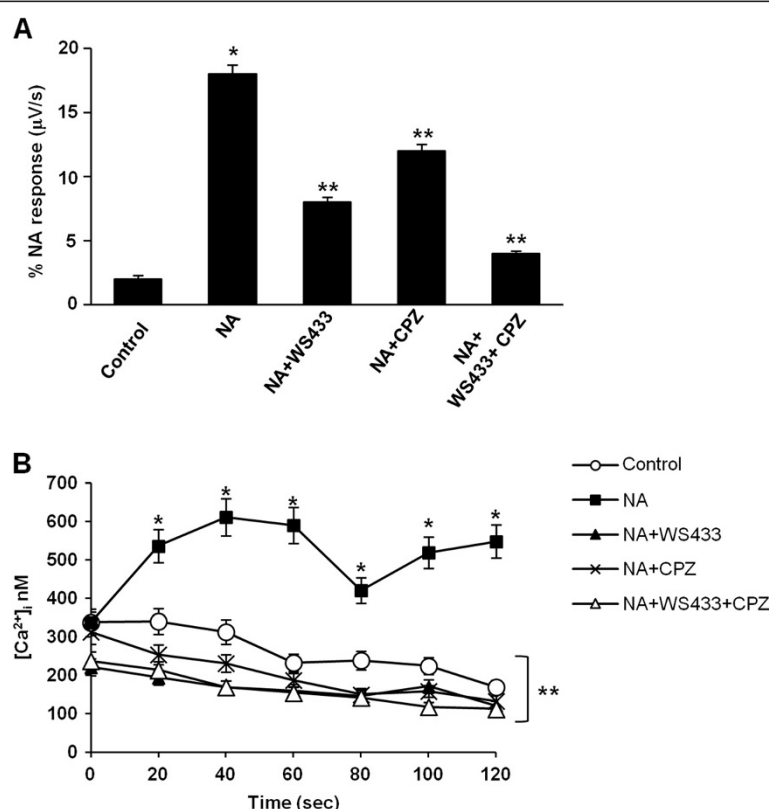 A
% NA response (µV/s)
20
15
10
5
0
*
**
**
**
Control
NA
NA+WS433
NA+CPZ
NA+
WS433+ CPZ
B
[Ca²⁺]ᵢ nM
700
600
500
400
300
200
100
0
*
*
*
*
*
*
**
0 20 40 60 80 100 120
Time (sec)
Control
NA
NA+WS433
NA+CPZ
NA+WS433+CPZ